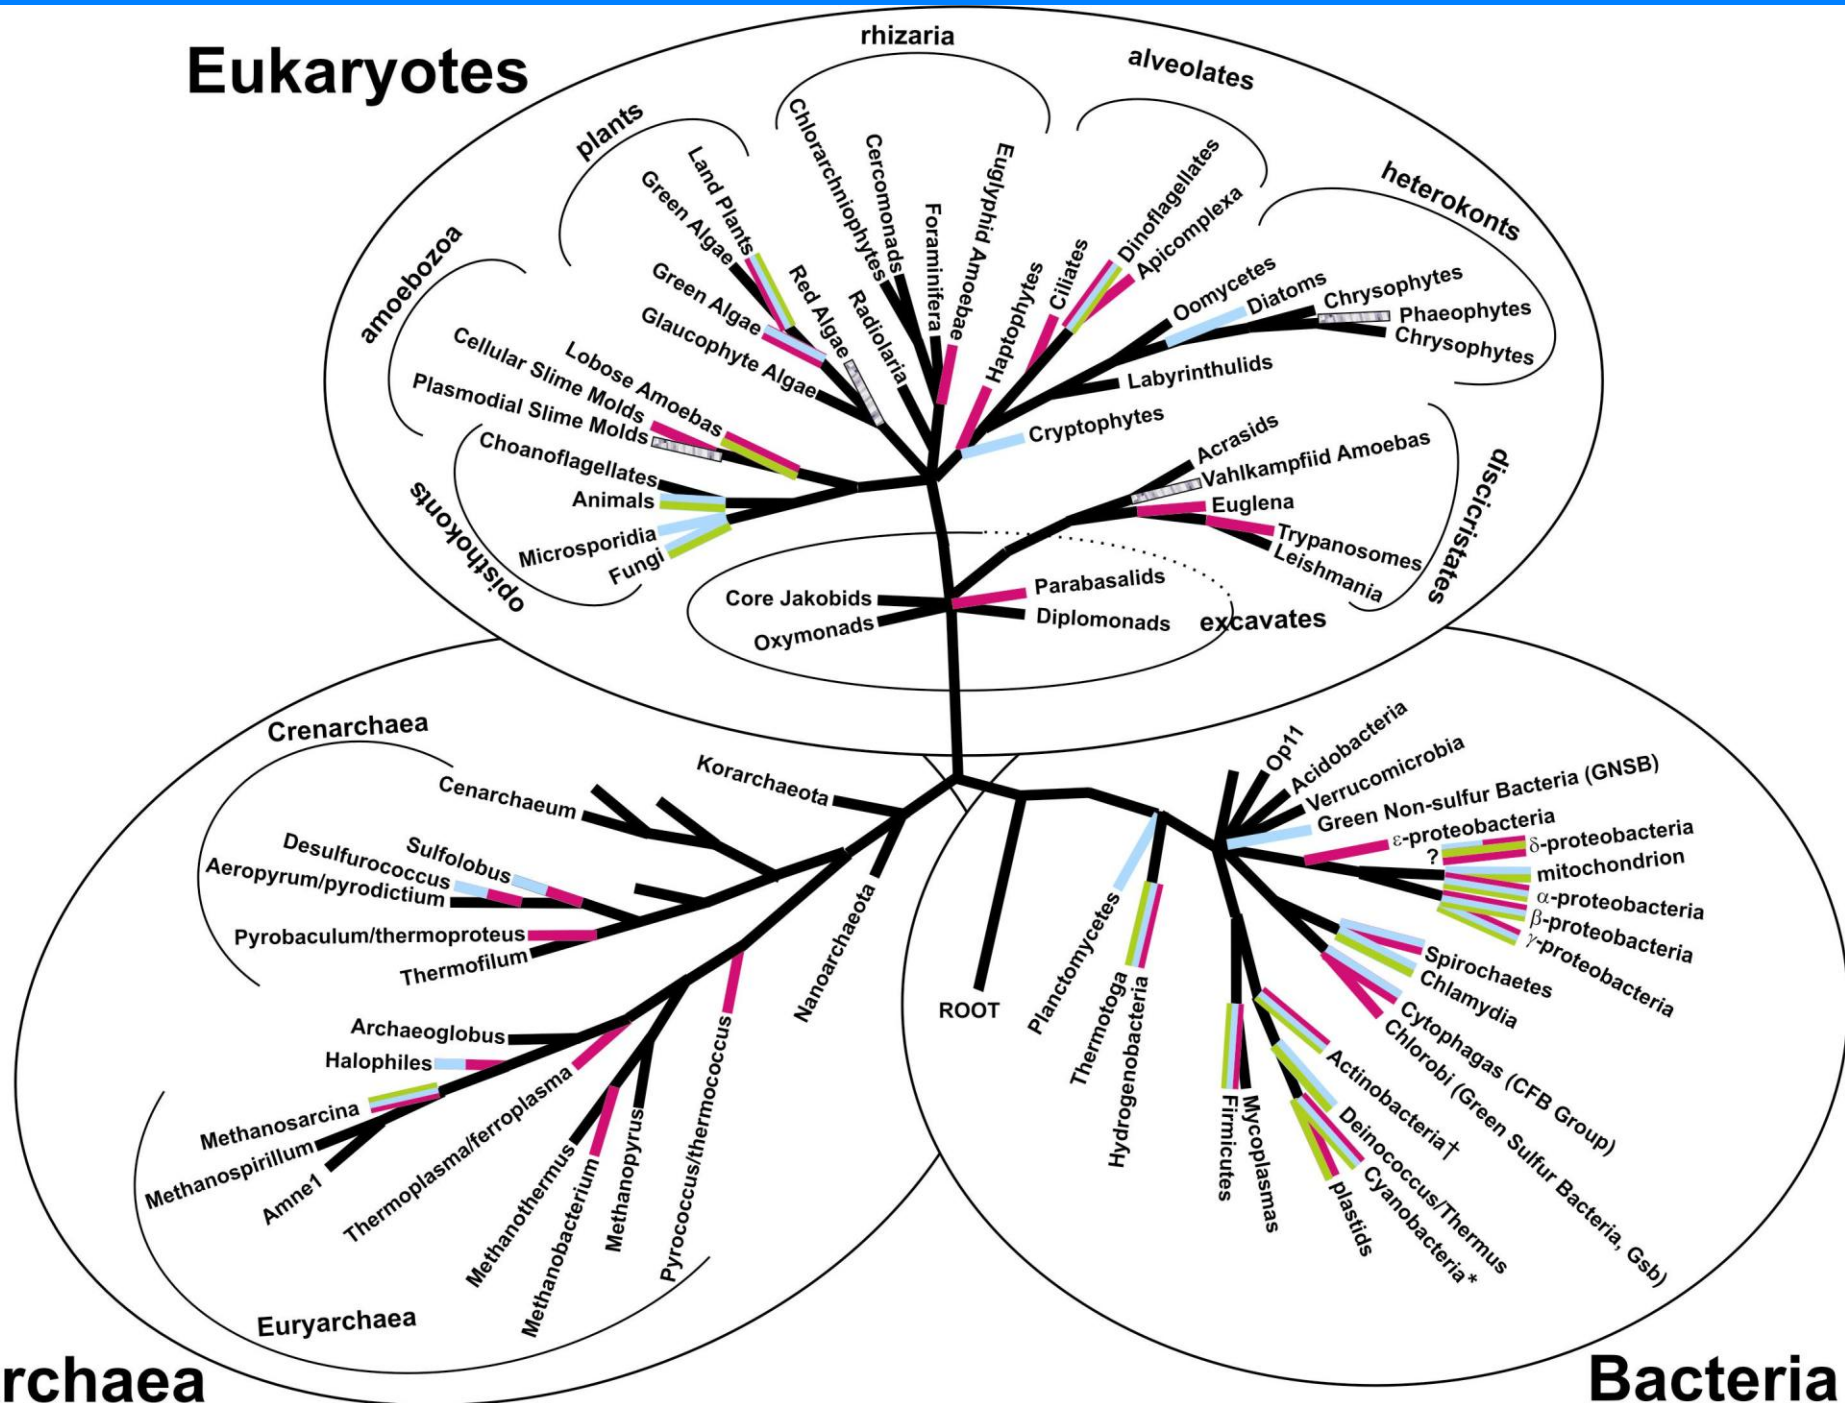 Eukaryotes
rhizaria
alveolates
plants
heterokonts
amoebozoa
Chlorarchniophytes
Cercomonads
Foraminifera
Euglyphid Amoebae
Land Plants
Green Algae
Dinoflagellates
Apicomplexa
Ciliates
Haptophytes
Red Algae
Radiolaria
Green Algae
Glaucophyte Algae
Oomycetes
Diatoms
Chrysophytes
Phaeophytes
Chrysophytes
Labyrinthulids
Cryptophytes
Lobose Amoebas
Cellular Slime Molds
Plasmodial Slime Molds
Choanoflagellates
Animals
Microsporidia
Fungi
opisthokonts
Acrasids
Vahlkampfiid Amoebas
Euglena
Trypanosomes
Leishmania
discicristates
Core Jakobids
Oxymonads
Parabasalids
Diplomonads
excavates
Crenarchaea
Korarchaeota
Cenarchaeum
Sulfolobus
Desulfurococcus
Aeropyrum/pyrodictium
Pyrobaculum/thermoproteus
Thermofilum
Nanoarchaeota
Archaeoglobus
Halophiles
Methanosarcina
Methanospirillum
Amne1
Thermoplasma/ferroplasma
Methanothermus
Methanobacterium
Methanopyrus
Pyrococcus/thermococcus
Euryarchaea
rchaea
ROOT
Op11
Acidobacteria
Verrucomicrobia
Green Non-sulfur Bacteria (GNSB)
ε-proteobacteria
?
δ-proteobacteria
mitochondrion
α-proteobacteria
β-proteobacteria
γ-proteobacteria
Spirochaetes
Chlamydia
Cytophagas (CFB Group)
Chlorobi (Green Sulfur Bacteria, Gsb)
Planctomycetes
Thermotoga
Hydrogenobacteria
Firmicutes
Mycoplasmas
Actinobacteria†
Deinococcus/Thermus
Cyanobacteria*
plastids
Bacteria